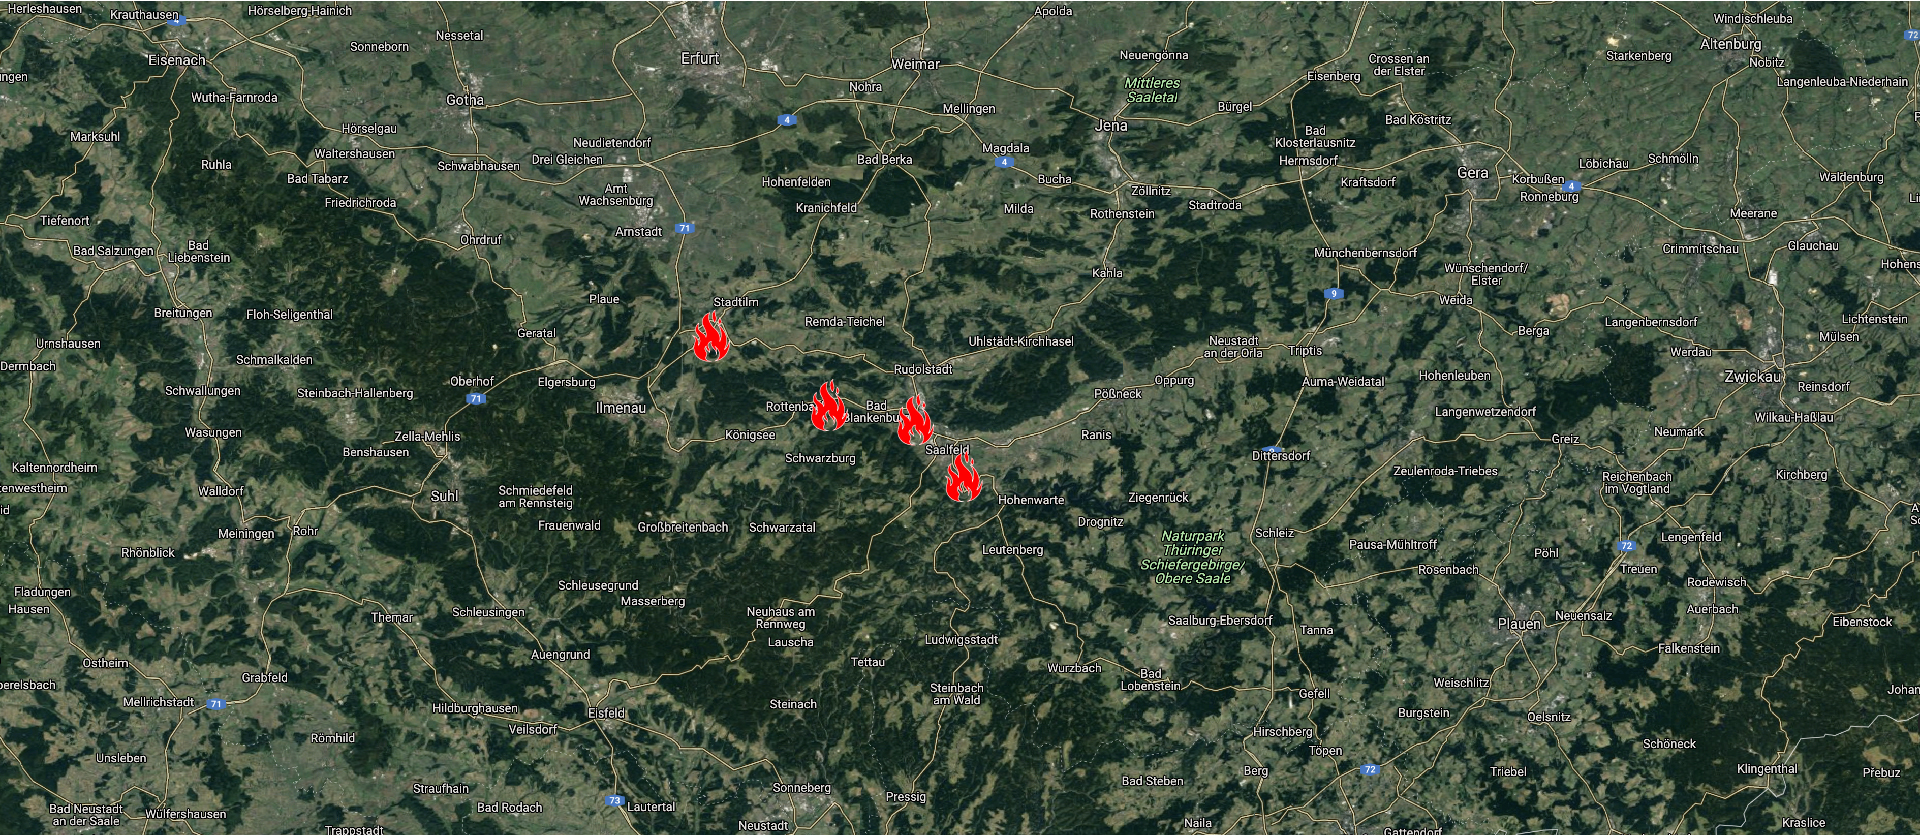 Herleshausen
Krauthausen
Hörselberg-Hainich
Apolda
Windischleuba
4
Nessetal
Sonneborn
Neuengönna
Altenburg
72
Eisenach
Erfurt
Weimar
Crossen an
der Elster
Starkenberg
Nobitz
Eisenberg
Langenleuba-Niederhain
Wutha-Farnroda
Gotha
Nohra
Mittleres
Saaletal
Mellingen
Bürgel
4
Bad Köstritz
Marksuhl
Hörselgau
Neudietendorf
Jena
Bad
Klosterlausnitz
Waltershausen
Drei Gleichen
Bad Berka
Magdala
4
Hermsdorf
Löbichau
Schmölln
Ruhla
Schwabhausen
Bad Tabarz
Amt
Wachsenburg
Hohenfelden
Bucha
Zöllnitz
Kraftsdorf
Gera
Korbußen
4
Waldenburg
Friedrichroda
Kranichfeld
Milda
Rothenstein
Stadtroda
Ronneburg
Meerane
Tiefenort
Arnstadt
71
Bad Salzungen
Bad
Liebenstein
Ohrdruf
Münchenbernsdorf
Crimmitschau
Glauchau
Kahla
Wünschendorf/
Elster
Plaue
Stadtilm
9
Weida
Breitungen
Floh-Seligenthal
Remda-Teichel
Langenbernsdorf
Lichtenstein
Urnshausen
Geratal
Uhlstädt-Kirchhasel
Neustadt
an der Orla
Triptis
Berga
Werdau
Mülsen
Dermbach
Schmalkalden
Rudolstadt
Schwallungen
Steinbach-Hallenberg
Oberhof
Elgersburg
Oppurg
Auma-Weidatal
Hohenleuben
Zwickau
Reinsdorf
71
Ilmenau
Bad
Pößneck
Langenwetzendorf
Wilkau-Haßlau
Wasungen
Zella-Mehlis
Königsee
Ranis
Greiz
Neumark
Benshausen
Schwarzburg
Saalfeld
Dittersdorf
Kaltennordheim
Zeulenroda-Triebes
Reichenbach
im Vogtland
Kirchberg
Walldorf
Suhl
Schmiedefeld
am Rennsteig
Hohenwarte
Ziegenrück
Meiningen
Rohr
Frauenwald
Großbreitenbach
Schwarzatal
Drognitz
Schleiz
Lengenfeld
Rhönblick
Leutenberg
Naturpark
Thüringer
Schiefergebirge/
Obere Saale
Pausa-Mühltroff
Pöhl
72
Treuen
Rosenbach
Rodewisch
Fladungen
Schleusegrund
Hausen
Masserberg
Auerbach
Themar
Schleusingen
Neuhaus am
Rennweg
Saalburg-Ebersdorf
Tanna
Plauen
Neuensalz
Eibenstock
Lauscha
Ludwigsstadt
Falkenstein
Ostheim
Auengrund
Tettau
Wurzbach
Bad
Lobenstein
Weischlitz
Grabfeld
Steinbach
am Wald
Gefell
Mellrichstadt
71
Hildburghausen
Eisfeld
Steinach
Burgstein
Oelsnitz
Veilsdorf
Hirschberg
Römhild
Töpen
Schöneck
Unsleben
Berg
72
Triebel
Klingenthal
Přebuz
Straufhain
Sonneberg
Bad Steben
Bad Neustadt
an der Saale
Wülfershausen
Bad Rodach
73
Lautertal
Pressig
Neustadt
Naila
Kraslice
Trappstadt
Gattendorf